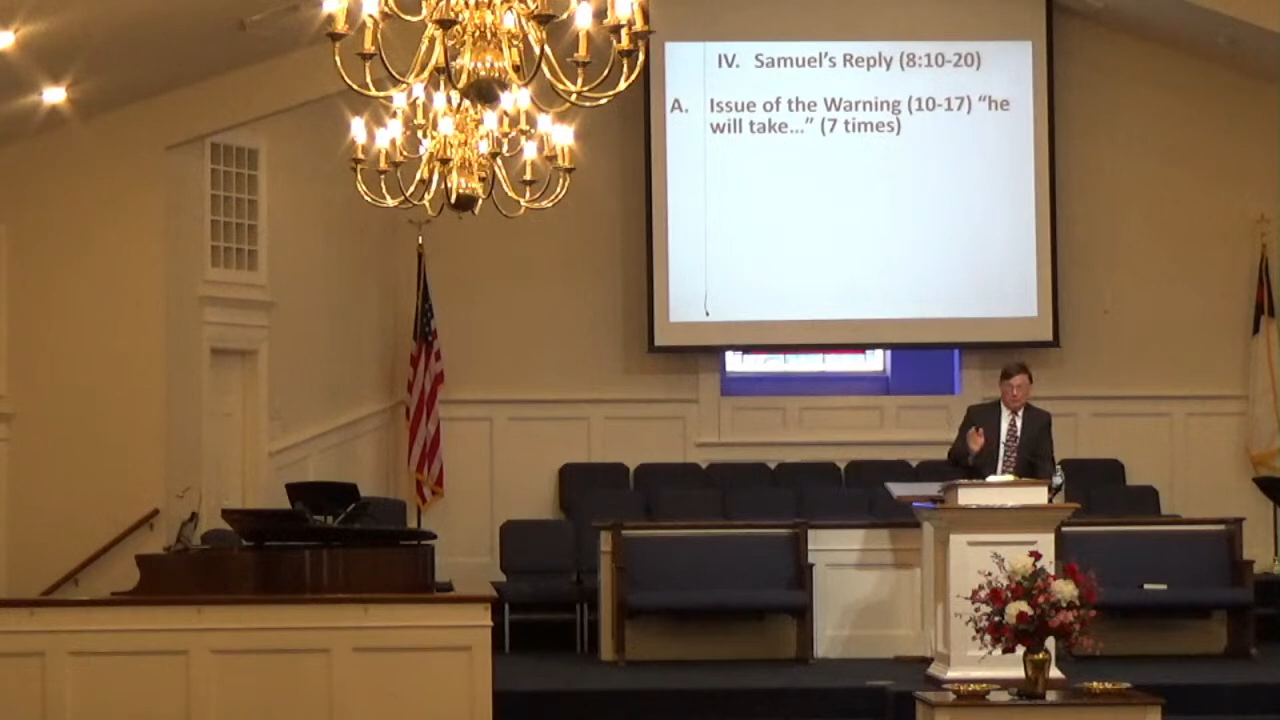 IV. Samuel's Reply (8:10-20)
A. Issue of the Warning (10-17) “he
will take...” (7 times)